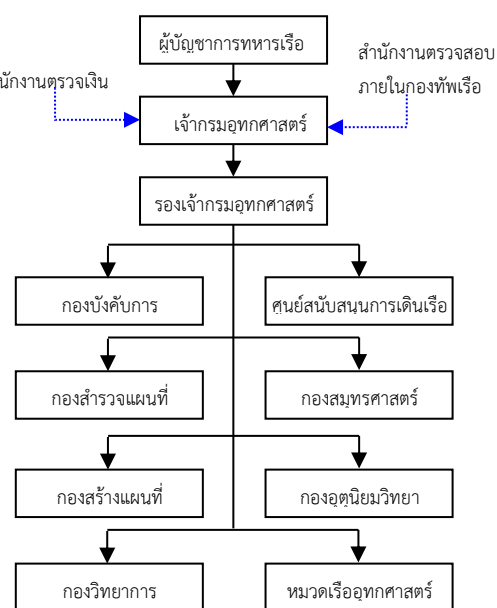 ผู้บัญชาการทหารเรือ
สำนักงานตรวจสอบ
ภายในกองทัพเรือ
นักงานตรวจเงิน
เจ้ากรมอุทกศาสตร์
รองเจ้ากรมอุทกศาสตร์
กองบังคับการ
ศูนย์สนับสนุนการเดินเรือ
กองสำรวจแผนที่
กองสมุทรศาสตร์
กองสร้างแผนที่
กองอุตุนิยมวิทยา
กองวิทยาการ
หมวดเรืออุทกศาสตร์